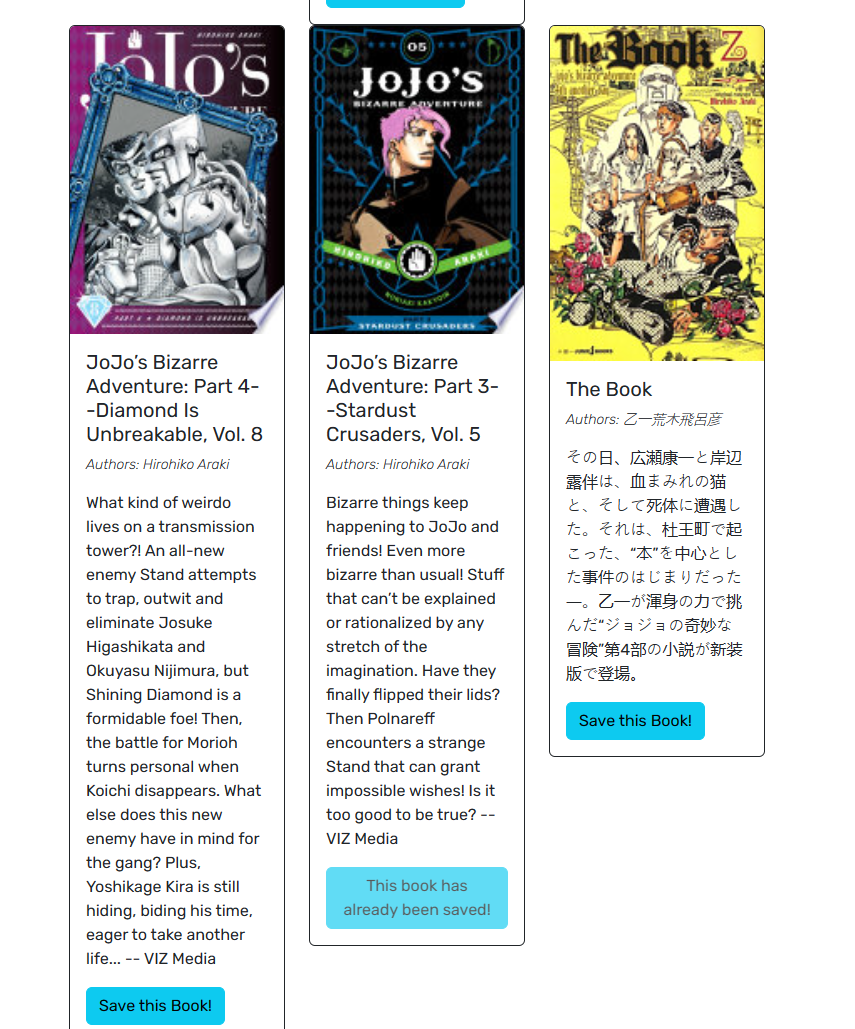 HIROHIKO ARAKI
JoJo's
8
PART 4 ◆ DIAMOND IS UNBREAKABLE
JoJo’s Bizarre
Adventure: Part 4-
-Diamond Is
Unbreakable, Vol. 8
Authors: Hirohiko Araki
What kind of weirdo
lives on a transmission
tower?! An all-new
enemy Stand attempts
to trap, outwit and
eliminate Josuke
Higashikata and
Okuyasu Nijimura, but
Shining Diamond is a
formidable foe! Then,
the battle for Morioh
turns personal when
Koichi disappears. What
else does this new
enemy have in mind for
the gang? Plus,
Yoshikage Kira is still
hiding, biding his time,
eager to take another
life... -- VIZ Media
Save this Book!
05
JoJo's
BIZARRE ADVENTURE
HIROHIKO ARAKI
NORIAKI KAKYOIN
PART 3
STARDUST CRUSADERS
JoJo’s Bizarre
Adventure: Part 3-
-Stardust
Crusaders, Vol. 5
Authors: Hirohiko Araki
Bizarre things keep
happening to JoJo and
friends! Even more
bizarre than usual! Stuff
that can’t be explained
or rationalized by any
stretch of the
imagination. Have they
finally flipped their lids?
Then Polnareff
encounters a strange
Stand that can grant
impossible wishes! Is it
too good to be true? --
VIZ Media
This book has
already been saved!
The Book
jojo's bizarre adventure
4th another day
Hirohiko Araki
JUMP J BOOKS
The Book
Authors: 乙一荒木飛呂彦
その日、広瀬康一と岸辺
露伴は、血まみれの猫
と、そして死体に遭遇し
た。それは、杜王町で起
こった、“本”を中心とし
た事件のはじまりだった
―。乙一が渾身の力で挑
んだ“ジョジョの奇妙な
冒険”第4部の小説が新装
版で登場。
Save this Book!